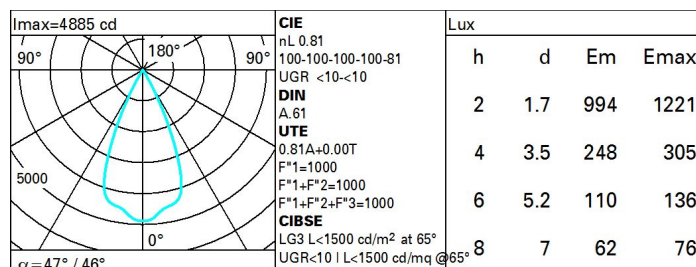 Imax=4885 cd
90°
180°
90°
5000
0°
α=47° / 46°
CIE
nL 0.81
100-100-100-100-81
UGR <10-<10
DIN
A.61
UTE
0.81A+0.00T
F"1=1000
F"1+F"2=1000
F"1+F"2+F"3=1000
CIBSE
LG3 L<1500 cd/m² at 65°
UGR<10 | L<1500 cd/mq @65°
Lux
h d Em Emax
2 1.7 994 1221
4 3.5 248 305
6 5.2 110 136
8 7 62 76